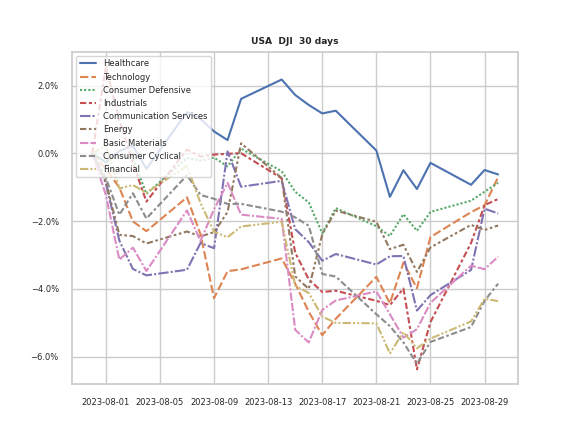 USA DJI 30 days
Healthcare
Technology
Consumer Defensive
Industrials
Communication Services
Energy
Basic Materials
Consumer Cyclical
Financial
2.0%
0.0%
−2.0%
−4.0%
−6.0%
2023-08-01 2023-08-05 2023-08-09 2023-08-13 2023-08-17 2023-08-21 2023-08-25 2023-08-29